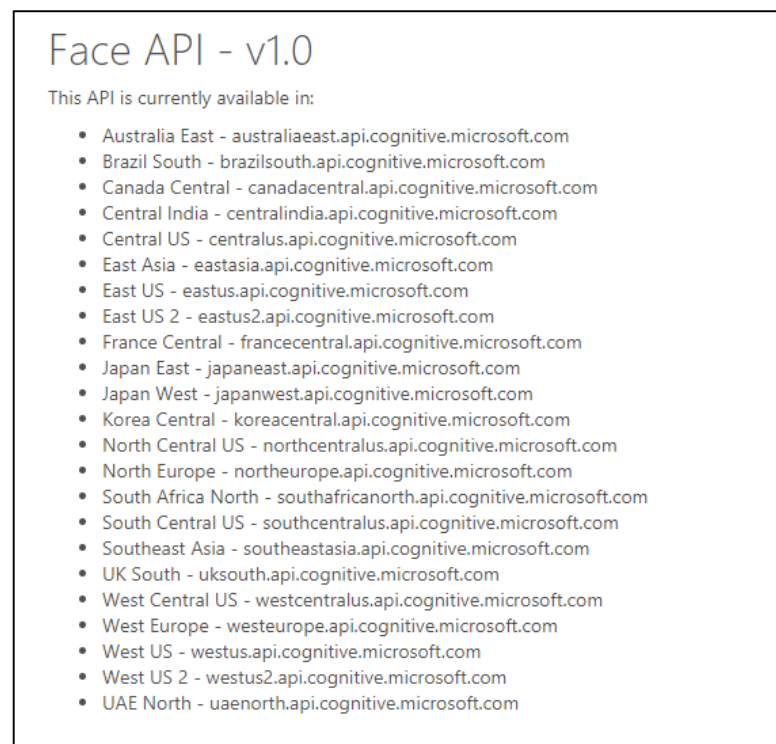 Face API - v1.0
This API is currently available in:
• Australia East - australiaeast.api.cognitive.microsoft.com
• Brazil South - brazilsouth.api.cognitive.microsoft.com
• Canada Central - canadacentral.api.cognitive.microsoft.com
• Central India - centralindia.api.cognitive.microsoft.com
• Central US - centralus.api.cognitive.microsoft.com
• East Asia - eastasia.api.cognitive.microsoft.com
• East US - eastus.api.cognitive.microsoft.com
• East US 2 - eastus2.api.cognitive.microsoft.com
• France Central - francecentral.api.cognitive.microsoft.com
• Japan East - japaneast.api.cognitive.microsoft.com
• Japan West - japanwest.api.cognitive.microsoft.com
• Korea Central - koreacentral.api.cognitive.microsoft.com
• North Central US - northcentralus.api.cognitive.microsoft.com
• North Europe - northeurope.api.cognitive.microsoft.com
• South Africa North - southafricanorth.api.cognitive.microsoft.com
• South Central US - southcentralus.api.cognitive.microsoft.com
• Southeast Asia - southeastasia.api.cognitive.microsoft.com
• UK South - uksouth.api.cognitive.microsoft.com
• West Central US - westcentralus.api.cognitive.microsoft.com
• West Europe - westeurope.api.cognitive.microsoft.com
• West US - westus.api.cognitive.microsoft.com
• West US 2 - westus2.api.cognitive.microsoft.com
• UAE North - uaenorth.api.cognitive.microsoft.com